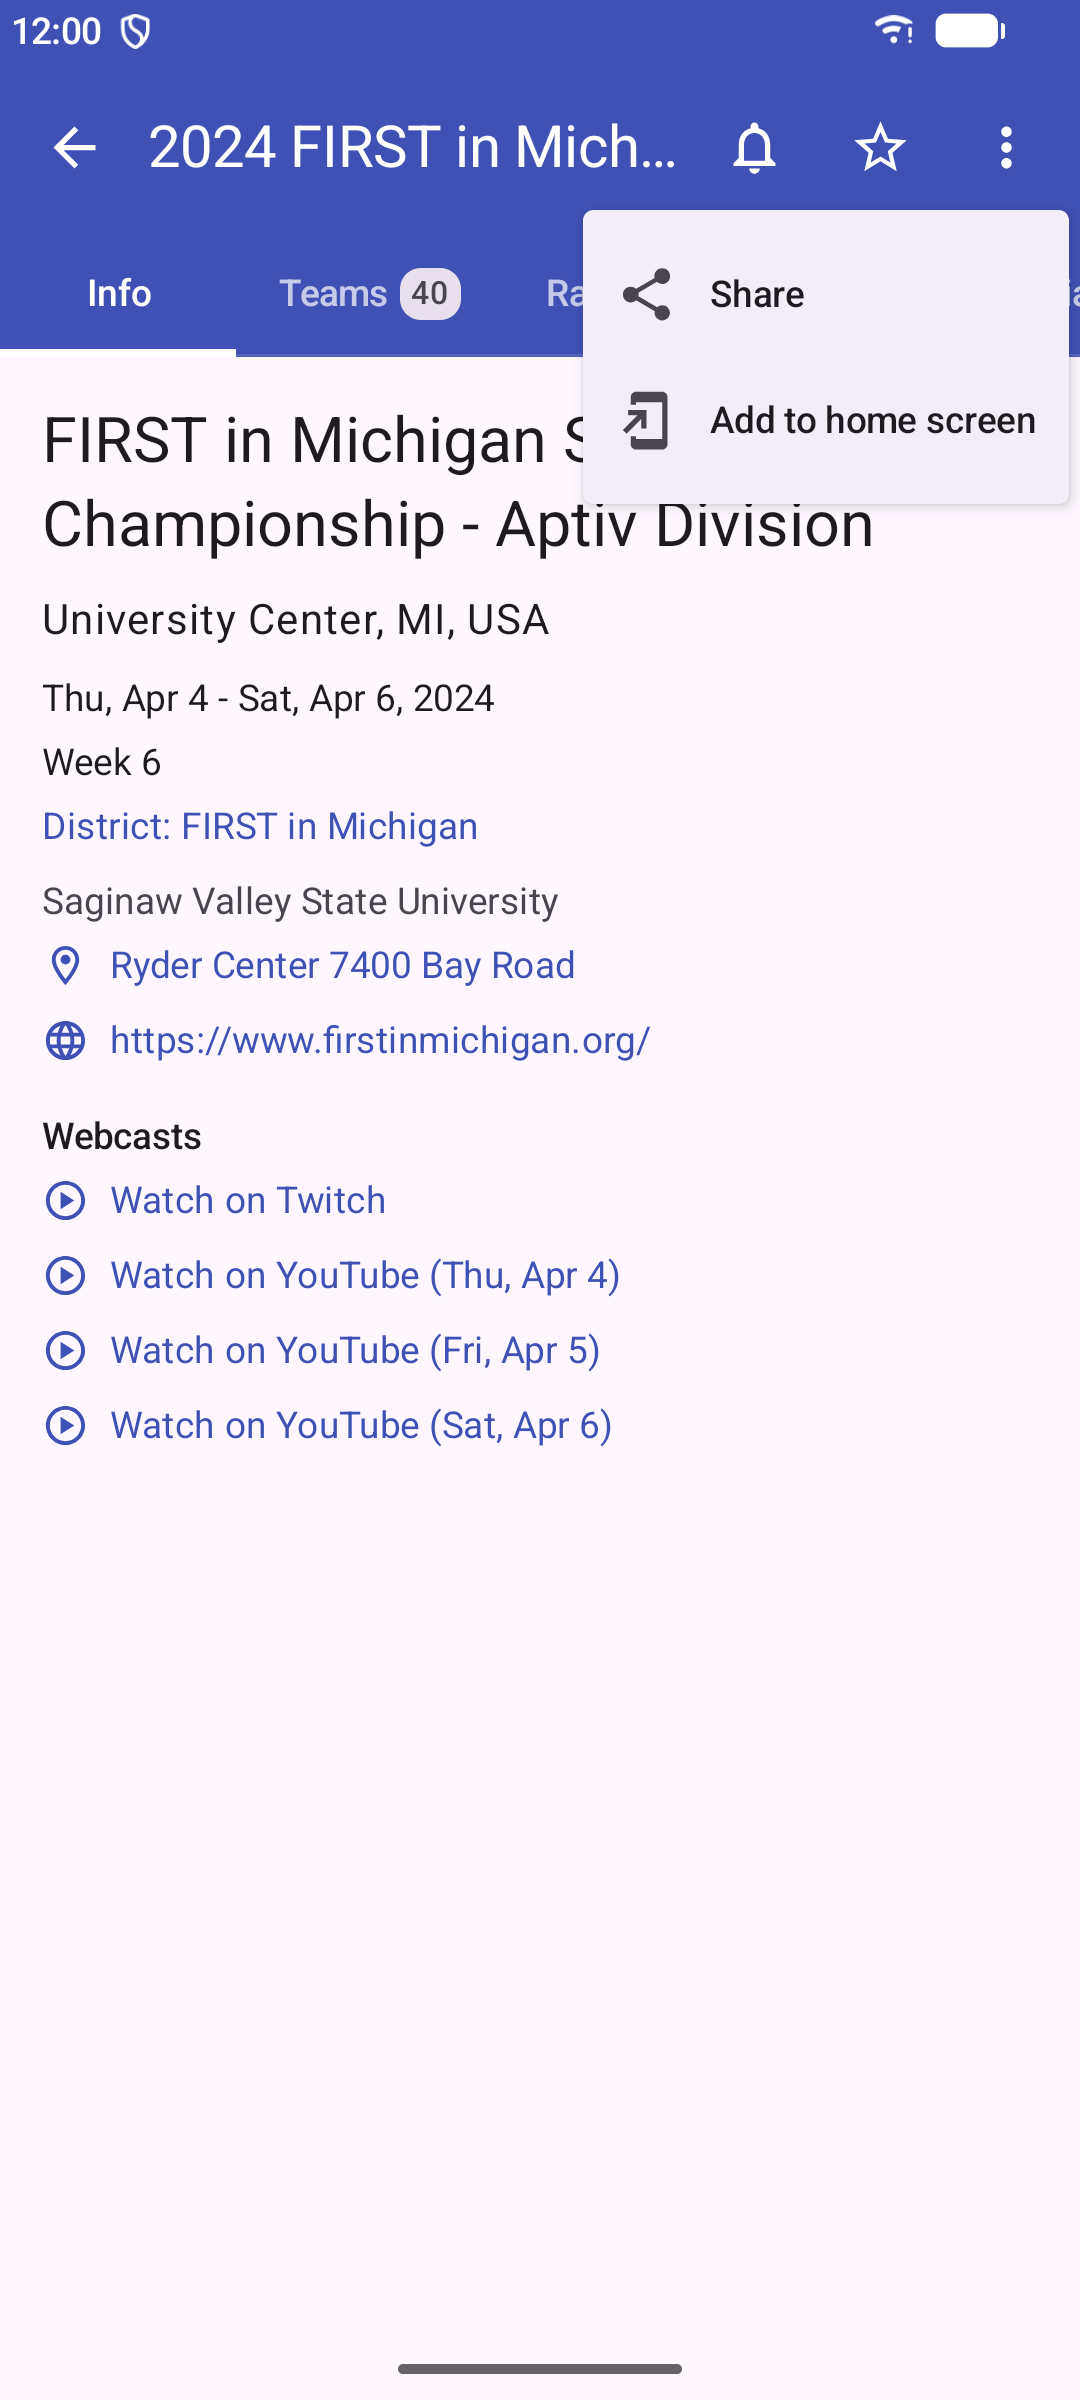 12:00
2024 FIRST in Mich...
Info
Teams 40
Share
Add to home screen
FIRST in Michigan
Championship - Aptiv Division
University Center, MI, USA
Thu, Apr 4 - Sat, Apr 6, 2024
Week 6
District: FIRST in Michigan
Saginaw Valley State University
Ryder Center 7400 Bay Road
https://www.firstinmichigan.org/
Webcasts
Watch on Twitch
Watch on YouTube (Thu, Apr 4)
Watch on YouTube (Fri, Apr 5)
Watch on YouTube (Sat, Apr 6)